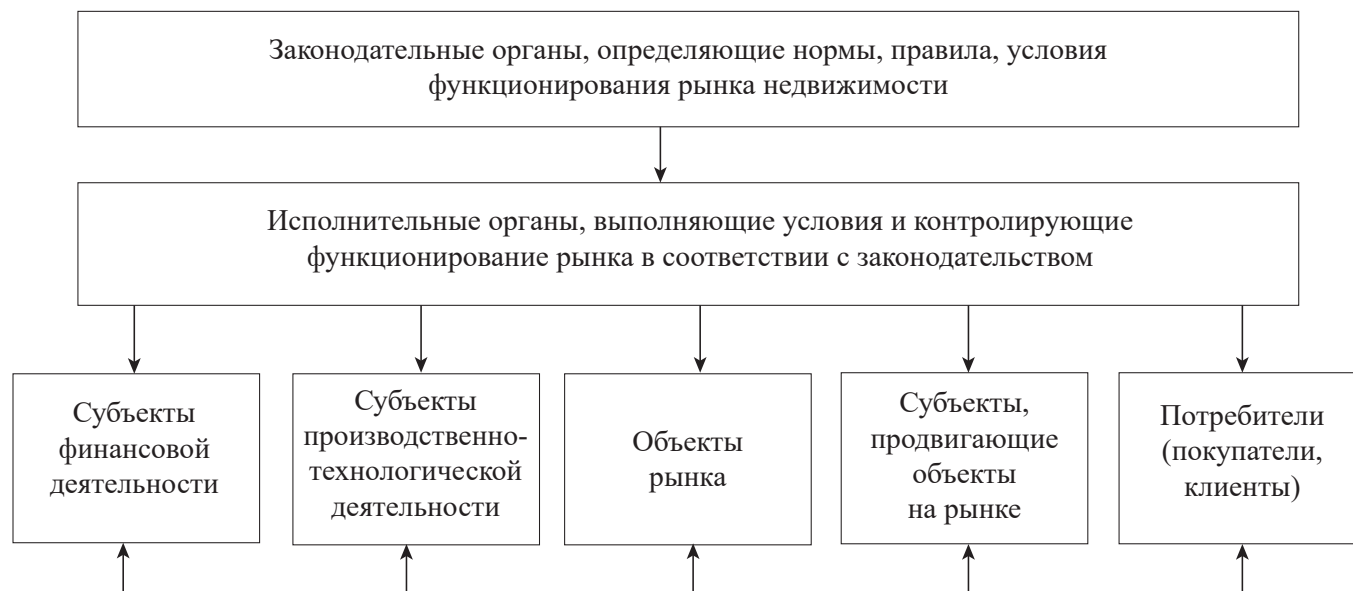 Законодательные органы, определяющие нормы, правила, условия
функционирования рынка недвижимости
Исполнительные органы, выполняющие условия и контролирующие
функционирование рынка в соответствии с законодательством
Субъекты
финансовой
деятельности
Субъекты
производственно-
технологической
деятельности
Объекты
рынка
Субъекты,
продвигающие
объекты
на рынке
Потребители
(покупатели,
клиенты)